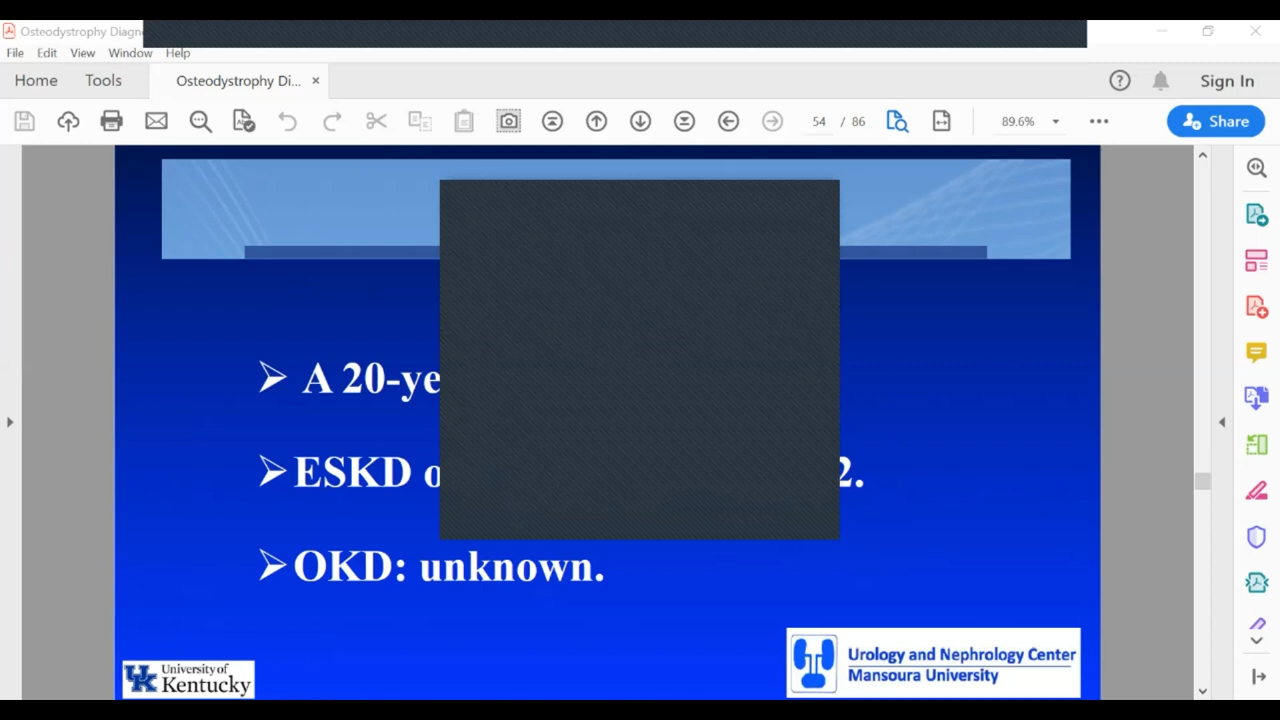 Osteodystrophy Diagn
File Edit View Window Help
Home Tools Osteodystrophy Di... × Sign In
54 / 86 89.6% Share
➢ A 20-ye
➢ESKD o 2.
➢OKD: unknown.
University of
Kentucky
Urology and Nephrology Center
Mansoura University